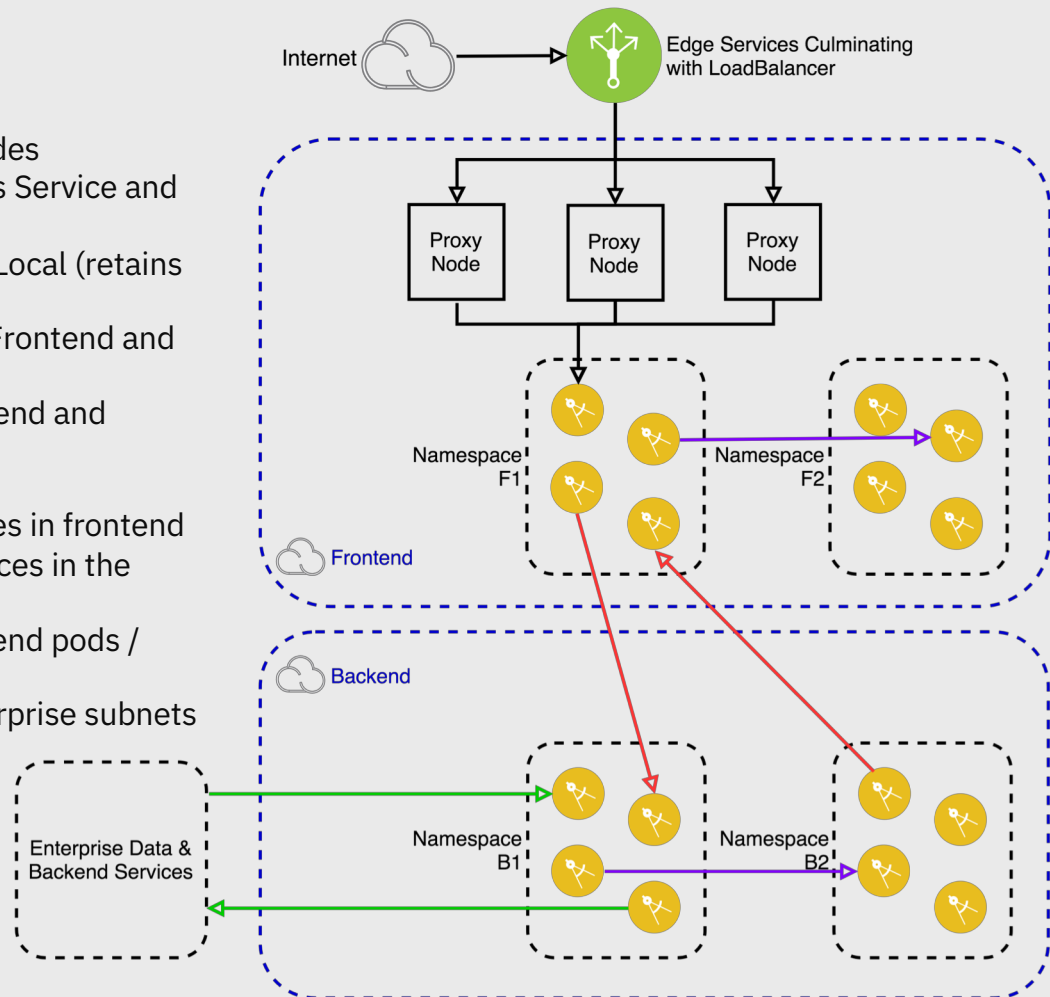 Internet
Edge Services Culminating
with LoadBalancer
des
s Service and
Local (retains
Frontend and
end and
es in frontend
ces in the
end pods /
rprise subnets
Proxy
Node
Proxy
Node
Proxy
Node
Namespace
F1
Namespace
F2
Frontend
Backend
Enterprise Data &
Backend Services
Namespace
B1
Namespace
B2